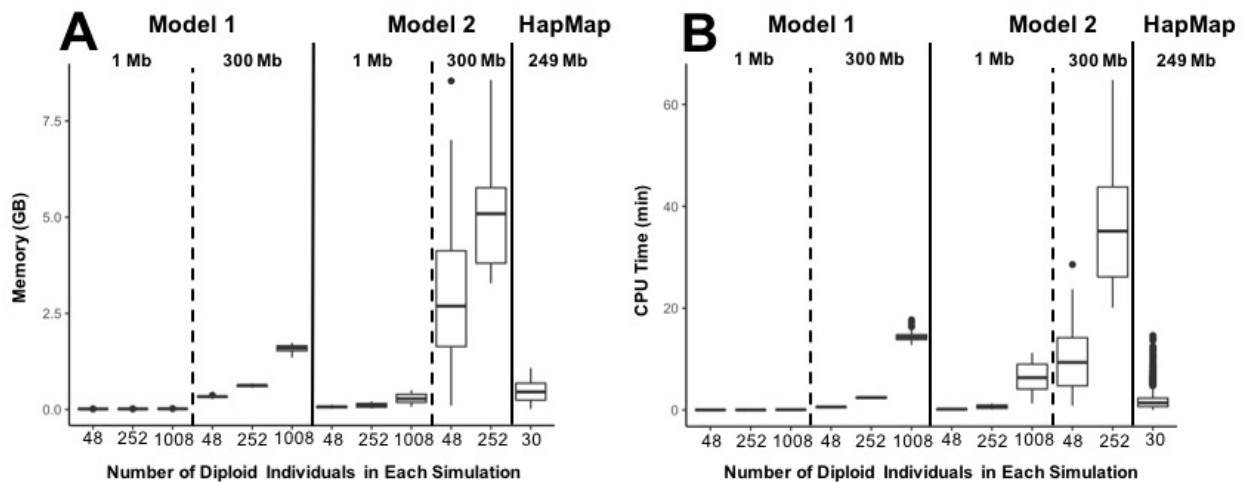 A
Model 1
Model 2
HapMap
1 Mb
300 Mb
1 Mb
300 Mb
249 Mb
Memory (GB)
7.5
5.0
2.5
0.0
48 252 1008 48 252 1008 48 252 1008 48 252 30
Number of Diploid Individuals in Each Simulation
B
Model 1
Model 2
HapMap
1 Mb
300 Mb
1 Mb
300 Mb
249 Mb
CPU Time (min)
60
40
20
0
48 252 1008 48 252 1008 48 252 1008 48 252 30
Number of Diploid Individuals in Each Simulation